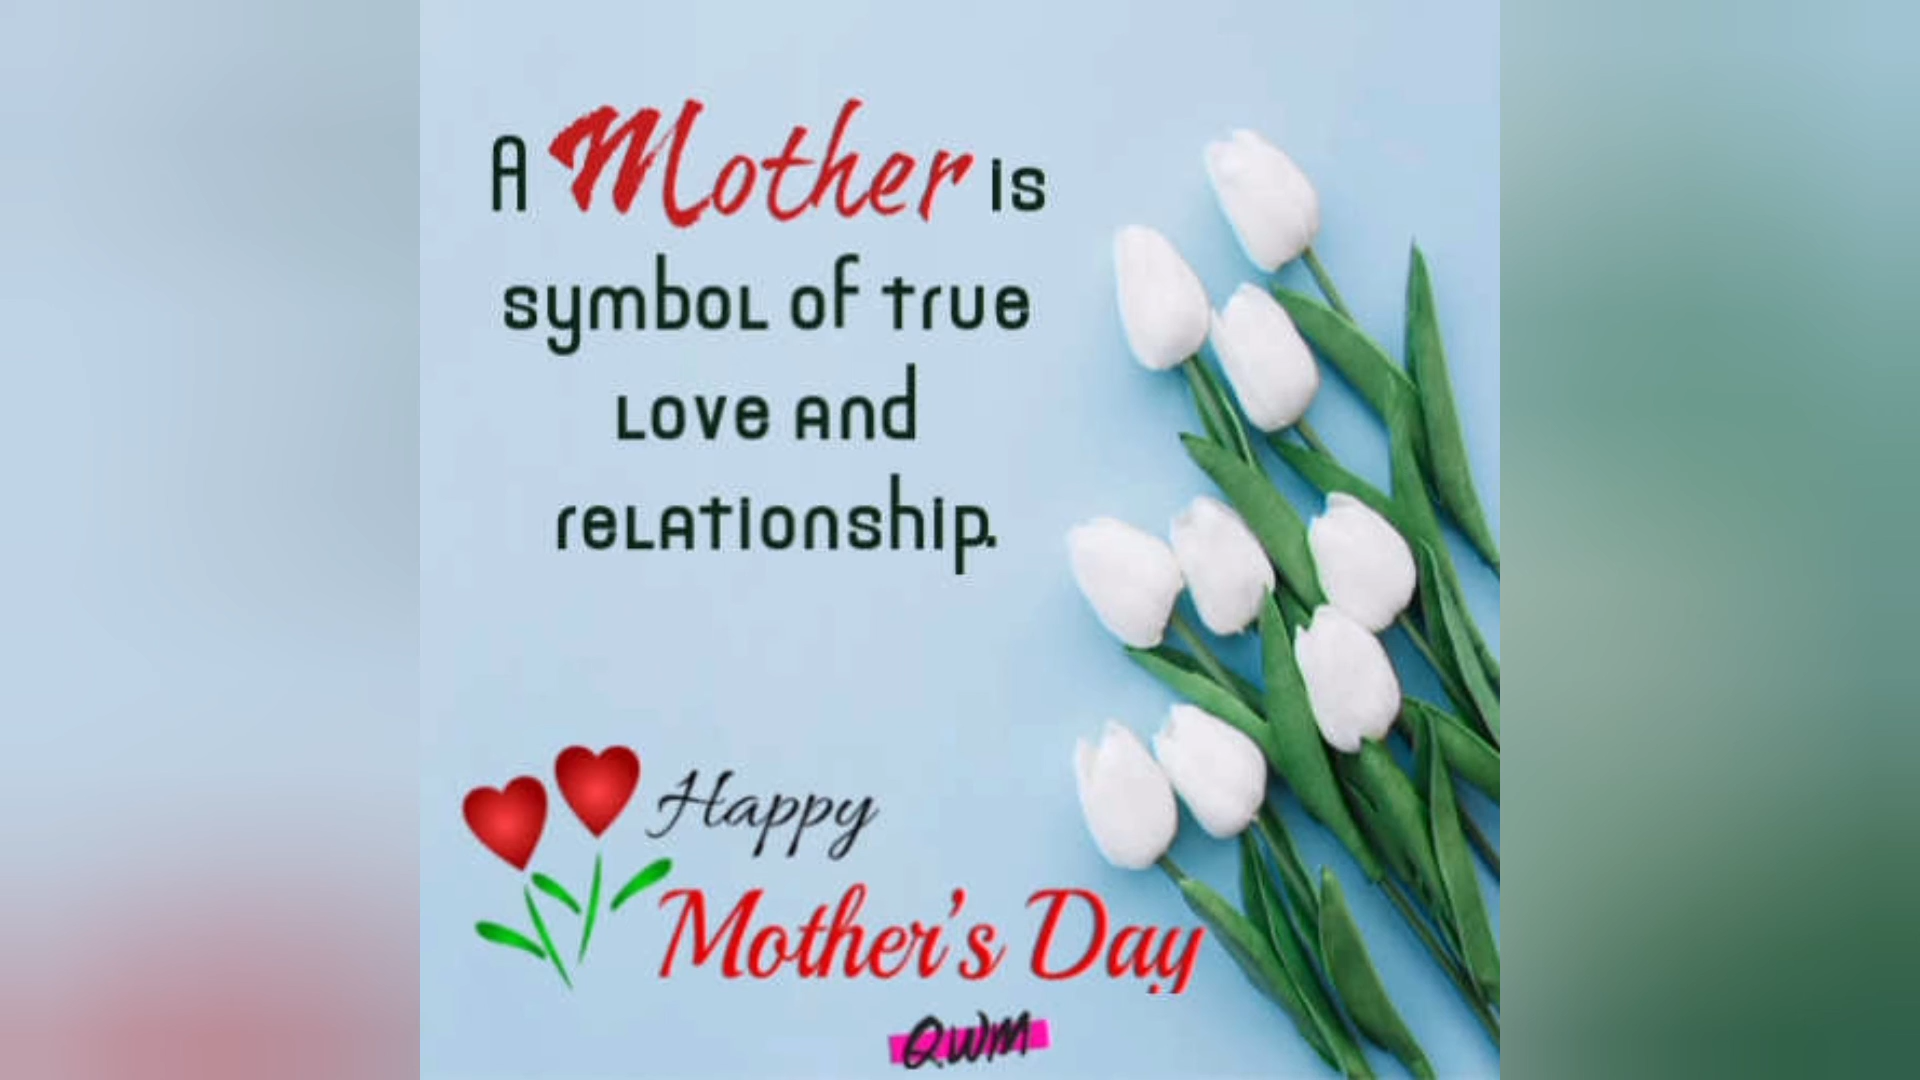 A Mother is
symbol of true
love and
relationship.
Happy
Mother's Day
QWM